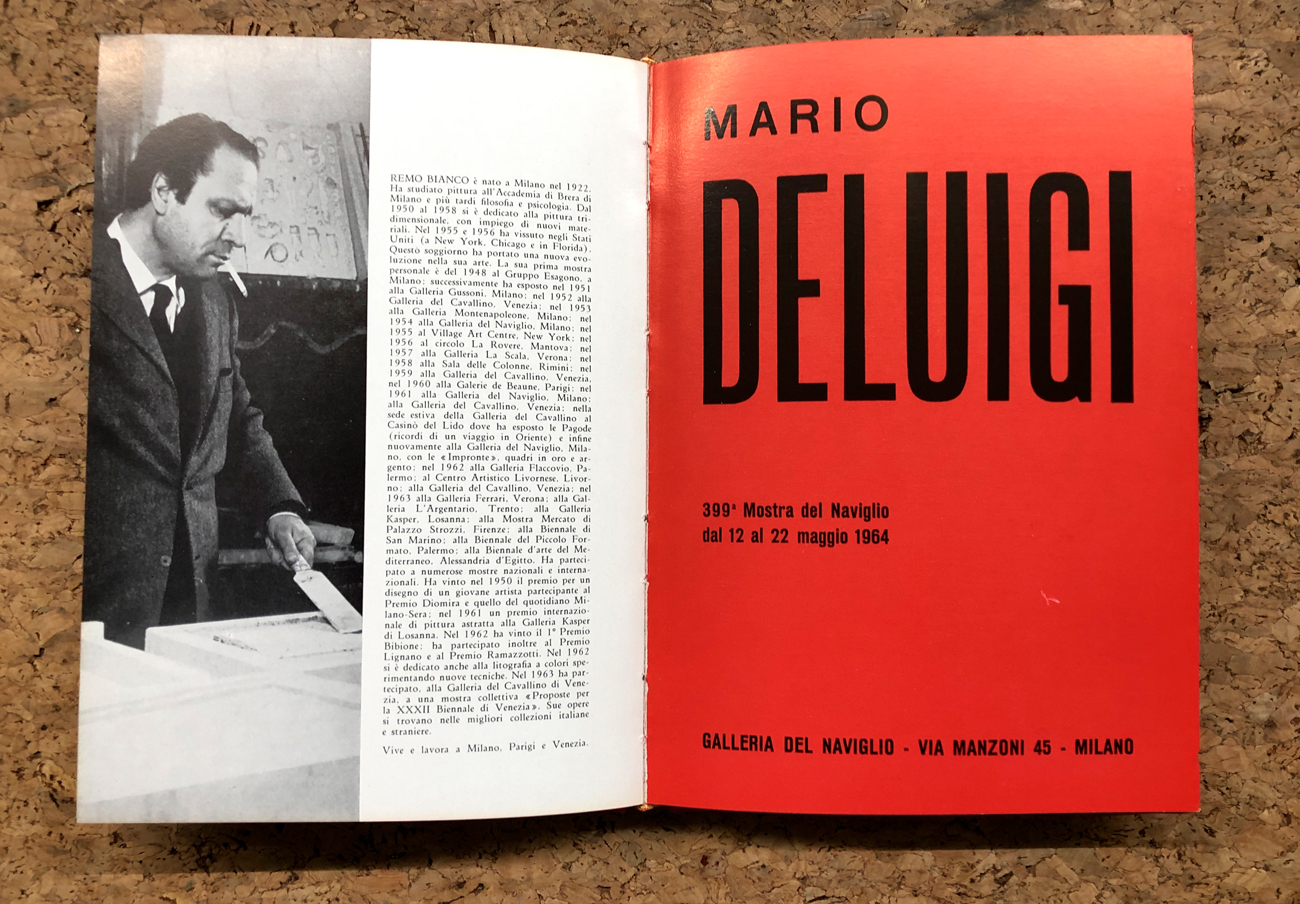 REMO BIANCO è nato a Milano nel 1922.
Ha studiato pittura all'Accademia di Brera di
Milano e più tardi filosofia e psicologia. Dal
1950 al 1958 si è dedicato alla pittura tri-
dimensionale, con impiego di nuovi mate-
riali. Nel 1955 e 1956 ha vissuto negli Stati
Uniti (a New York, Chicago e in Florida).
Questo soggiorno ha portato una nuova evo-
luzione nella sua arte. La sua prima mostra
personale è del 1948 al Gruppo Esagono, a
Milano; successivamente ha esposto nel 1951
alla Galleria Gussoni, Milano; nel 1952 alla
Galleria del Cavallino, Venezia; nel 1953
alla Galleria Montenapoleone, Milano; nel
1954 alla Galleria del Naviglio, Milano; nel
1955 al Village Art Centre, New York; nel
1956 al circolo La Rovere, Mantova; nel
1957 alla Galleria La Scala, Verona; nel
1958 alla Sala delle Colonne, Rimini; nel
1959 alla Galleria del Cavallino, Venezia,
nel 1960 alla Galerie de Beaune, Parigi; nel
1961 alla Galleria del Naviglio, Milano;
alla Galleria del Cavallino, Venezia; nella
sede estiva della Galleria del Cavallino al
Casinò del Lido dove ha esposto le Pagode
(ricordi di un viaggio in Oriente) e infine
nuovamente alla Galleria del Naviglio, Mila-
no, con le «Impronte», quadri in oro e ar-
gento; nel 1962 alla Galleria Flaccovio, Pa-
lermo; al Centro Artistico Livornese, Livor-
no; alla Galleria del Cavallino, Venezia; nel
1963 alla Galleria Ferrari, Verona; alla Gal-
leria L'Argentario, Trento; alla Galleria
Kasper, Losanna; alla Mostra Mercato di
Palazzo Strozzi, Firenze; alla Biennale di
San Marino; alla Biennale del Piccolo For-
mato, Palermo; alla Biennale d'arte del Me-
diterraneo, Alessandria d'Egitto. Ha parteci-
pato a numerose mostre nazionali e interna-
zionali. Ha vinto nel 1950 il premio per un
disegno di un giovane artista partecipante al
Premio Diomira e quello del quotidiano Mi-
lano-Sera; nel 1961 un premio internazio-
nale di pittura astratta alla Galleria Kasper
di Losanna. Nel 1962 ha vinto il 1° Premio
Bibione; ha partecipato inoltre al Premio
Lignano e al Premio Ramazzotti. Nel 1962
si è dedicato anche alla litografia a colori spe-
rimentando nuove tecniche. Nel 1963 ha par-
tecipato, alla Galleria del Cavallino di Vene-
zia, a una mostra collettiva «Proposte per
la XXXII Biennale di Venezia». Sue opere
si trovano nelle migliori collezioni italiane
e straniere.
Vive e lavora a Milano, Parigi e Venezia.
MARIO
DELUIGI
399ª Mostra del Naviglio
dal 12 al 22 maggio 1964
GALLERIA DEL NAVIGLIO - VIA MANZONI 45 - MILANO